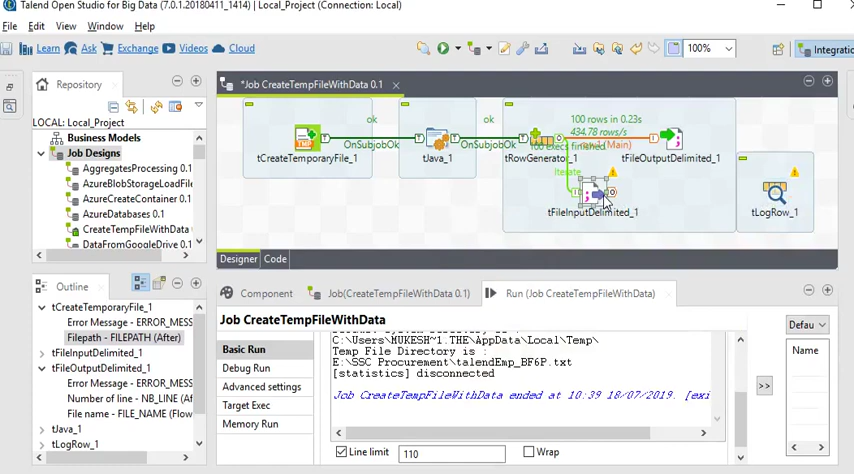 Talend Open Studio for Big Data (7.0.1.20180411_1414) | Local_Project (Connection: Local)
File Edit View Window Help
Learn Ask Exchange Videos Cloud 100% Integratio
Repository
LOCAL: Local_Project
Business Models
Job Designs
AggregatesProcessing 0.1
AzureBlobStorageLoadFile
AzureCreateContainer 0.1
AzureDatabases 0.1
CreateTempFileWithData
DataFromGoogleDrive 0.1
*Job CreateTempFileWithData 0.1
ok
ok
100 rows in 0.23s
434.78 rows/s
OnSubjobOk
OnSubjobOk
row1 (Main)
100 execs finished
tCreateTemporaryFile_1
tJava_1
tRowGenerator_1
tFileOutputDelimited_1
Iterate
tFileInputDelimited_1
tLogRow_1
Designer Code
Outline
tCreateTemporaryFile_1
Error Message - ERROR_MESS
Filepath - FILEPATH (After)
tFileInputDelimited_1
tFileOutputDelimited_1
Error Message - ERROR_MESS
Number of line - NB_LINE (Af
File name - FILE_NAME (Flow
tJava_1
tLogRow_1
Component Job(CreateTempFileWithData 0.1) Run (Job CreateTempFileWithData)
Job CreateTempFileWithData
Basic Run
Debug Run
Advanced settings
Target Exec
Memory Run
C:\Users\MUKESH~1.THE\AppData\Local\Temp\
Temp File Directory is :
E:\SSC Procurement\talendEmp_BF6P.txt
[statistics] disconnected
Job CreateTempFileWithData ended at 10:39 18/07/2019. [exi
Line limit 110 Wrap
Defau
Name
>>